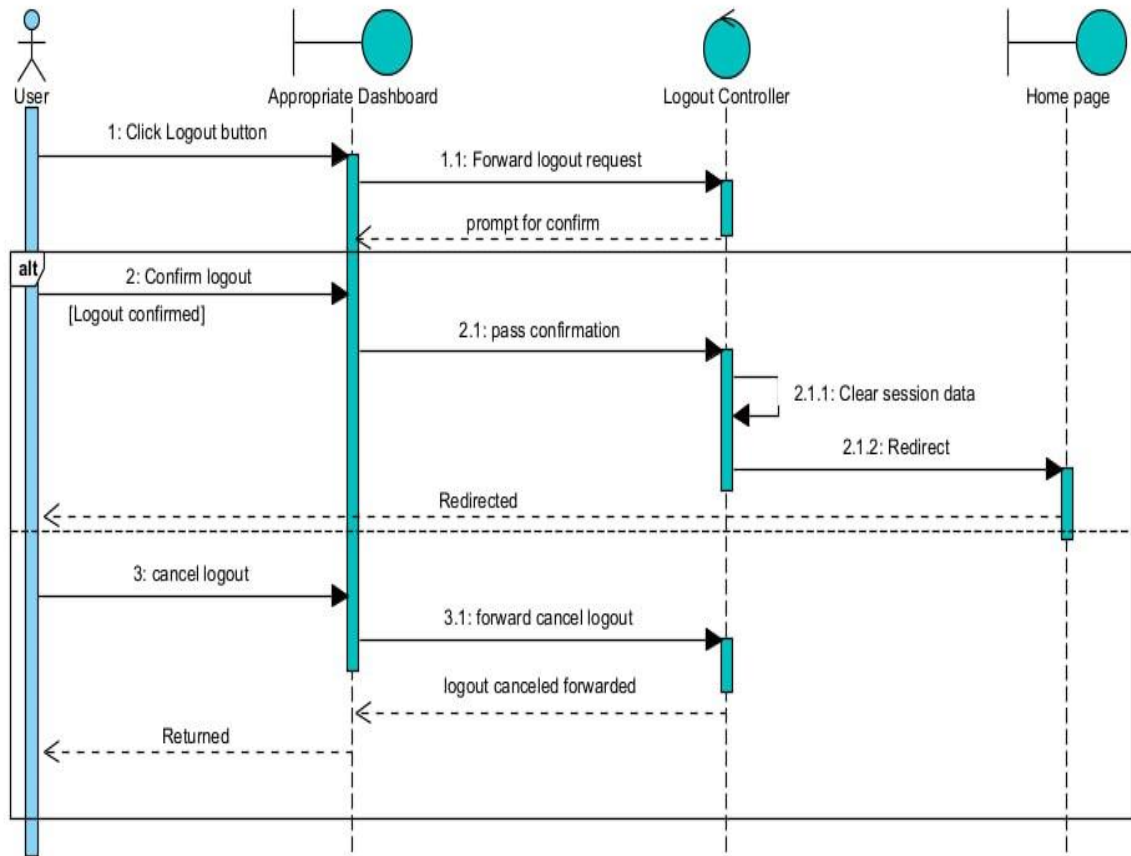 User
Appropriate Dashboard
Logout Controller
Home page
1: Click Logout button
1.1: Forward logout request
prompt for confirm
alt
2: Confirm logout
[Logout confirmed]
2.1: pass confirmation
2.1.1: Clear session data
2.1.2: Redirect
Redirected
3: cancel logout
3.1: forward cancel logout
logout canceled forwarded
Returned